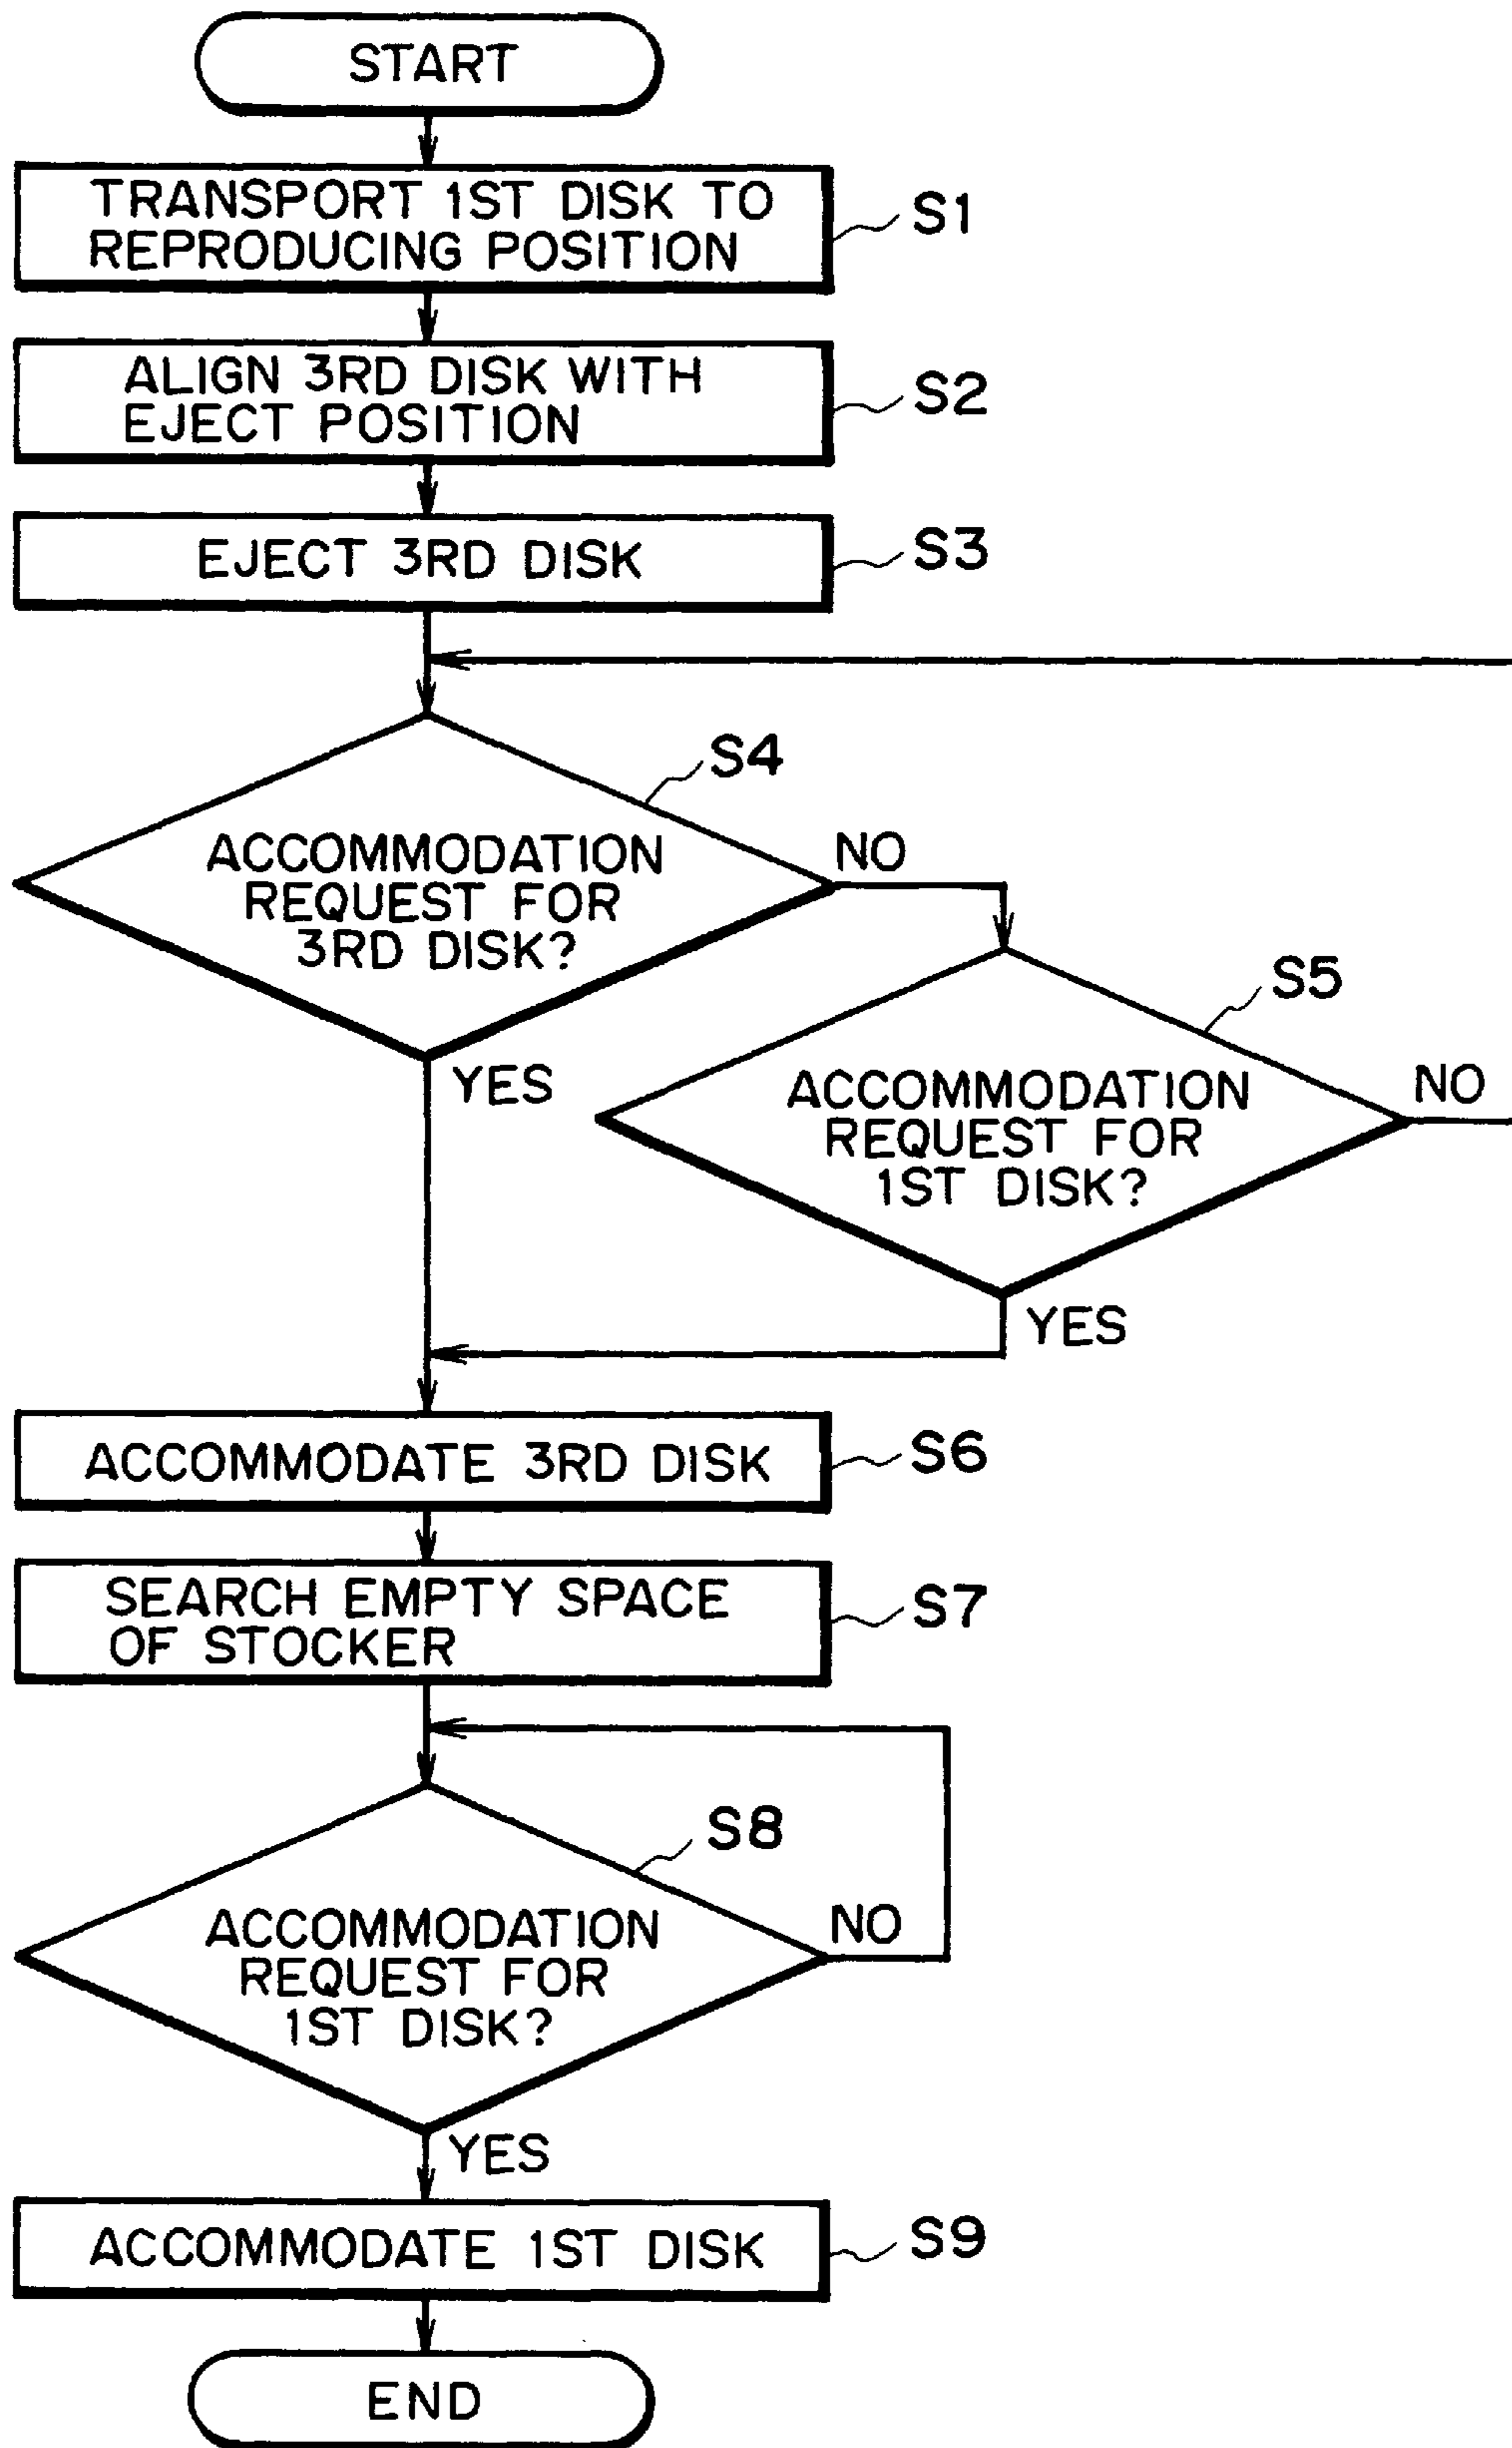 START
TRANSPORT 1ST DISK TO
REPRODUCING POSITION
S1
ALIGN 3RD DISK WITH
EJECT POSITION
S2
EJECT 3RD DISK
S3
S4
ACCOMMODATION
REQUEST FOR
3RD DISK?
NO
YES
S5
ACCOMMODATION
REQUEST FOR
1ST DISK?
NO
YES
ACCOMMODATE 3RD DISK
S6
SEARCH EMPTY SPACE
OF STOCKER
S7
S8
ACCOMMODATION
REQUEST FOR
1ST DISK?
NO
YES
ACCOMMODATE 1ST DISK
S9
END